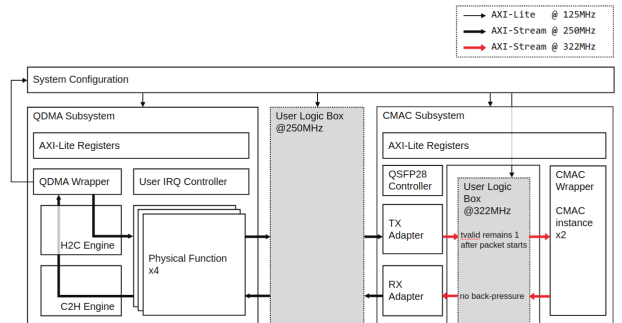 AXI-Lite @ 125MHz
AXI-Stream @ 250MHz
AXI-Stream @ 322MHz
System Configuration
QDMA Subsystem
AXI-Lite Registers
QDMA Wrapper
User IRQ Controller
H2C Engine
C2H Engine
Physical Function
x4
User Logic Box
@250MHz
CMAC Subsystem
AXI-Lite Registers
QSFP28
Controller
TX
Adapter
RX
Adapter
User Logic
Box
@322MHz
tvalid remains 1
after packet starts
no back-pressure
CMAC
Wrapper
CMAC
instance
x2